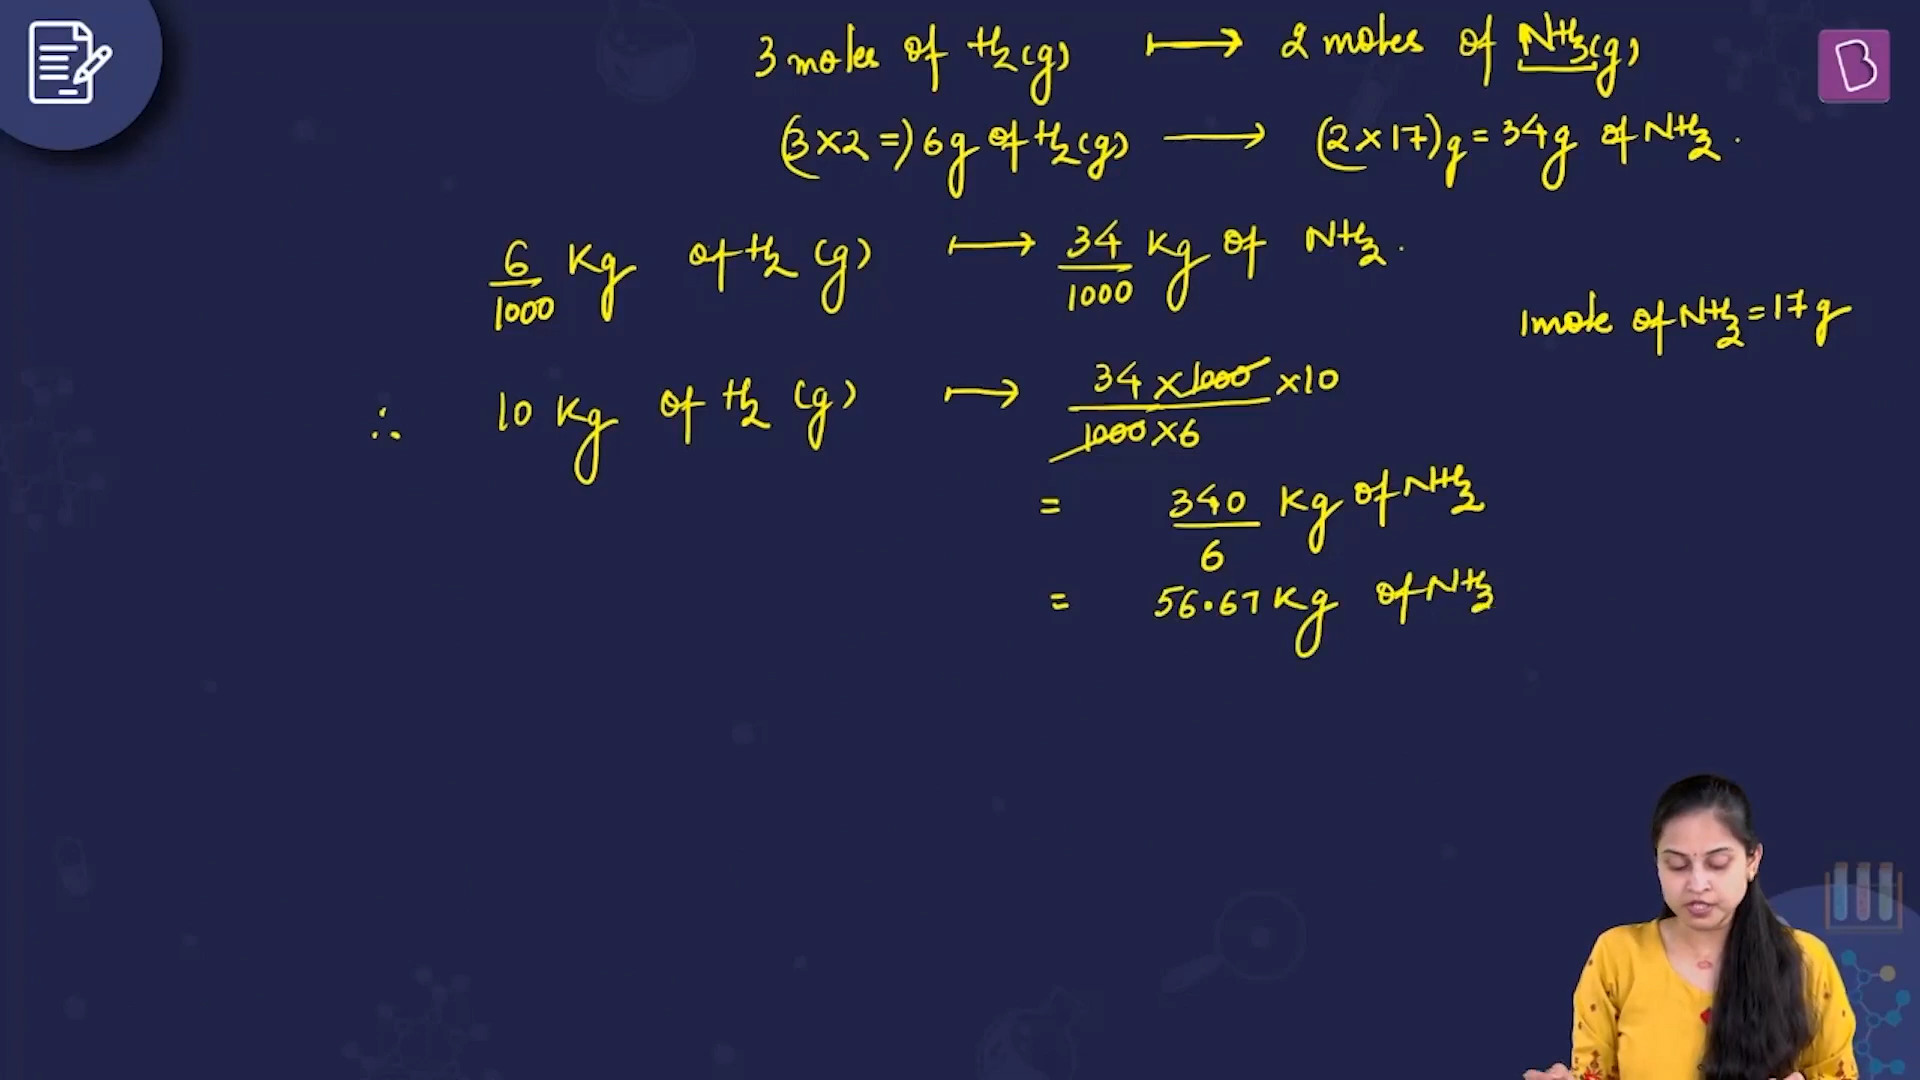 3 moles of H₂(g) ⟼ 2 moles of NH₃(g)
(3×2=) 6g of H₂(g) ⟶ (2×17)g = 34g of NH₃.
6/1000 Kg of H₂(g) ⟼ 34/1000 Kg of NH₃.
1 mole of NH₃ = 17g
∴ 10 Kg of H₂(g) ⟼ 34×1000/1000×6 ×10
= 340/6 Kg of NH₃
= 56.67 Kg of NH₃
B